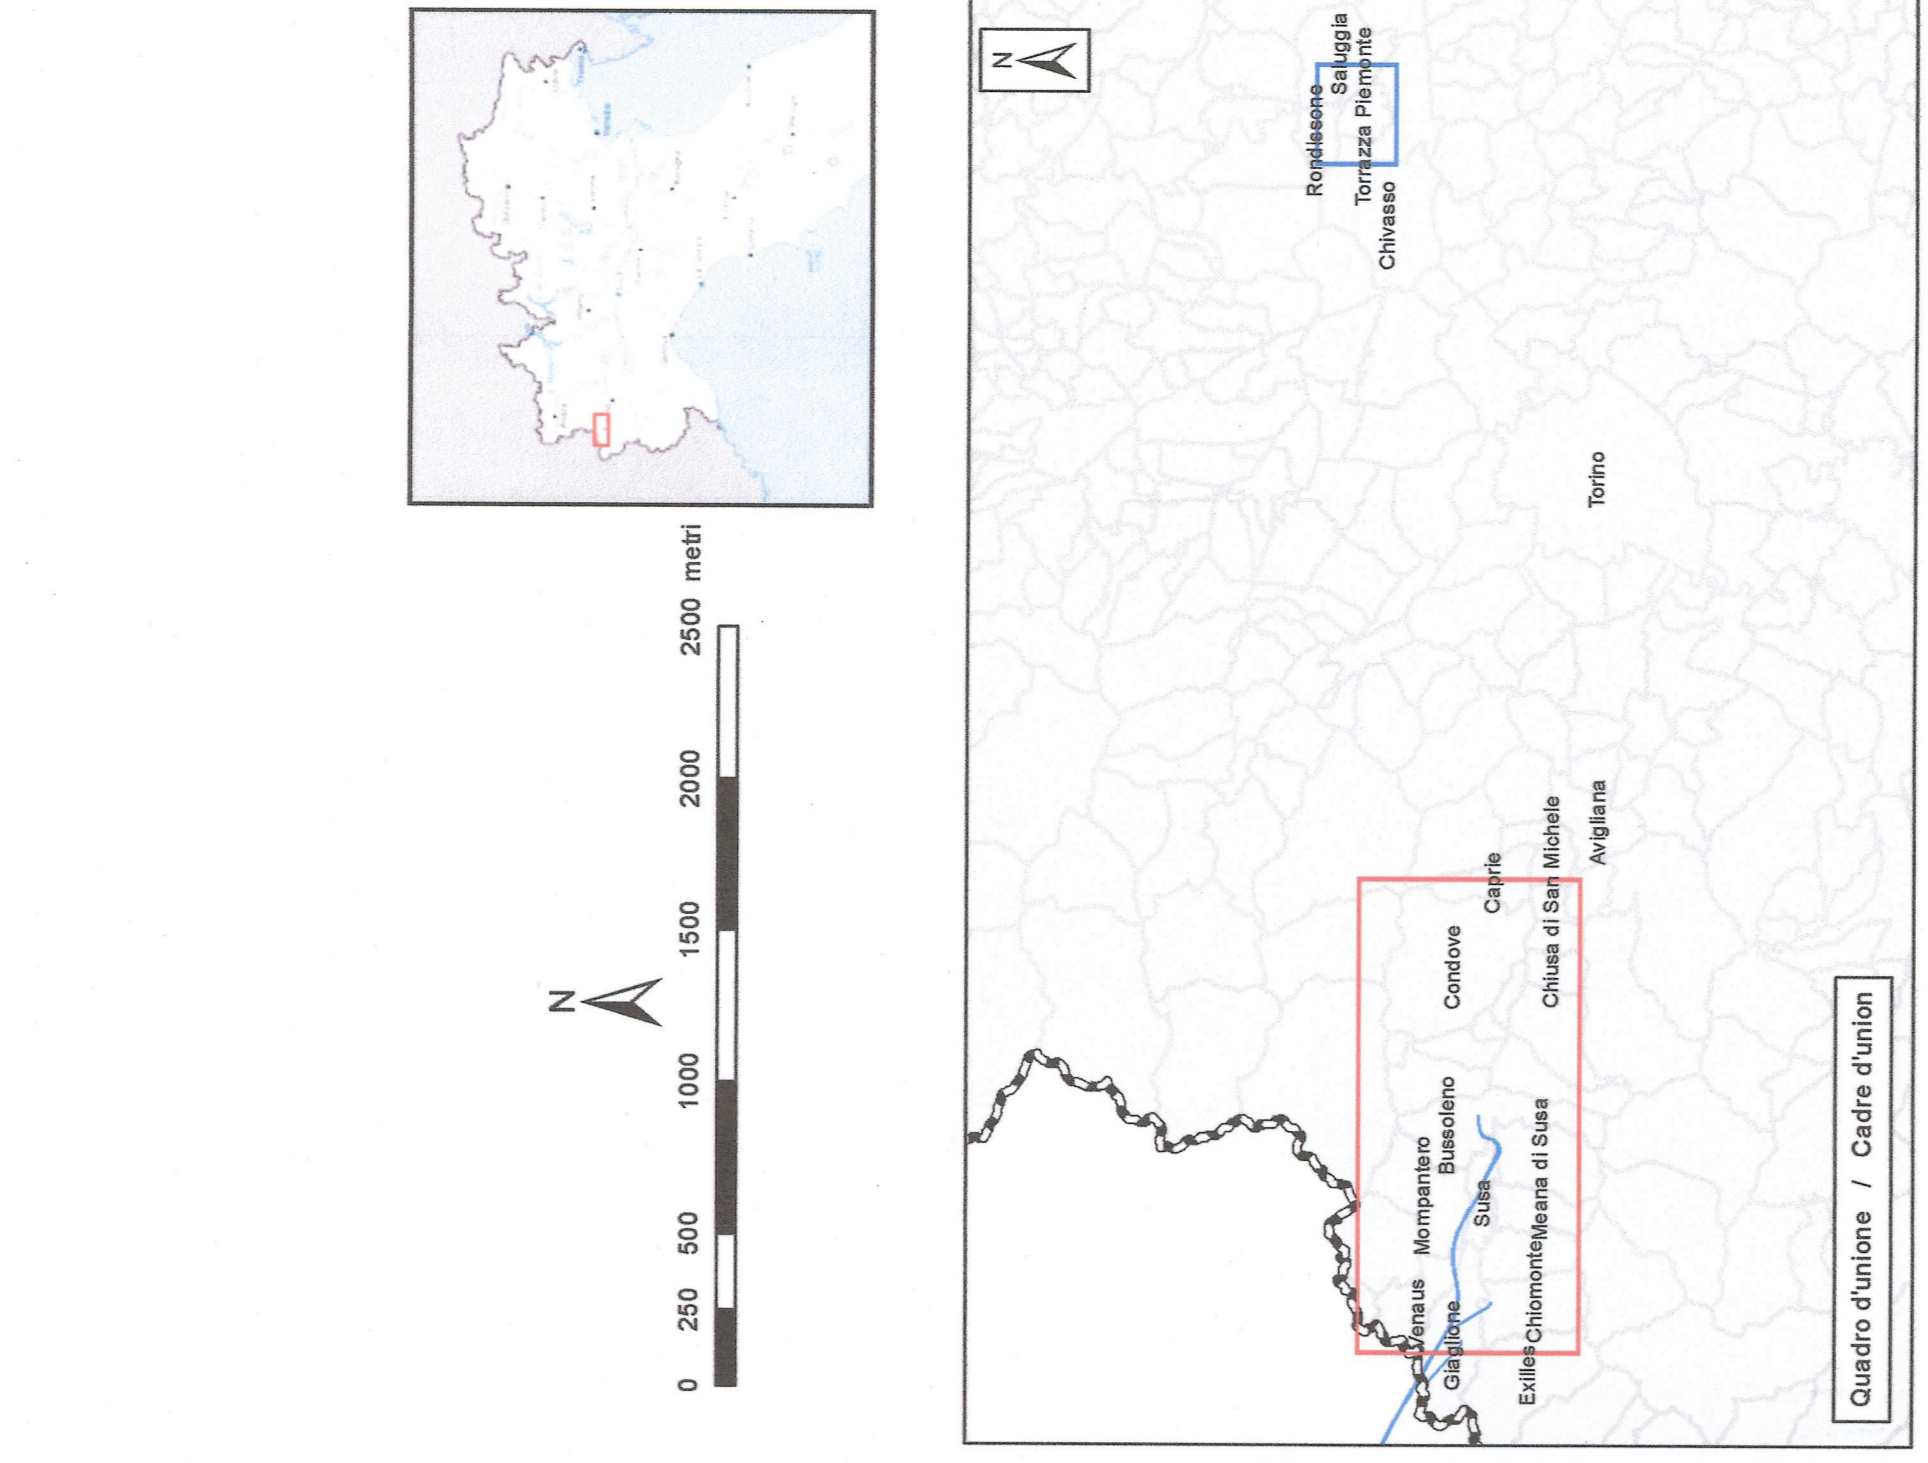 N
0 250 500 1000 1500 2000 2500 metri
N
Rondissone
Saluggia
Torrazza Piemonte
Chivasso
Torino
Venaus
Mompantero
Giaglione
Bussoleno
Condove
Susa
Caprie
Exilles
Chiomonte
Meana di Susa
Chiusa di San Michele
Avigliana
Quadro d'unione / Cadre d'union